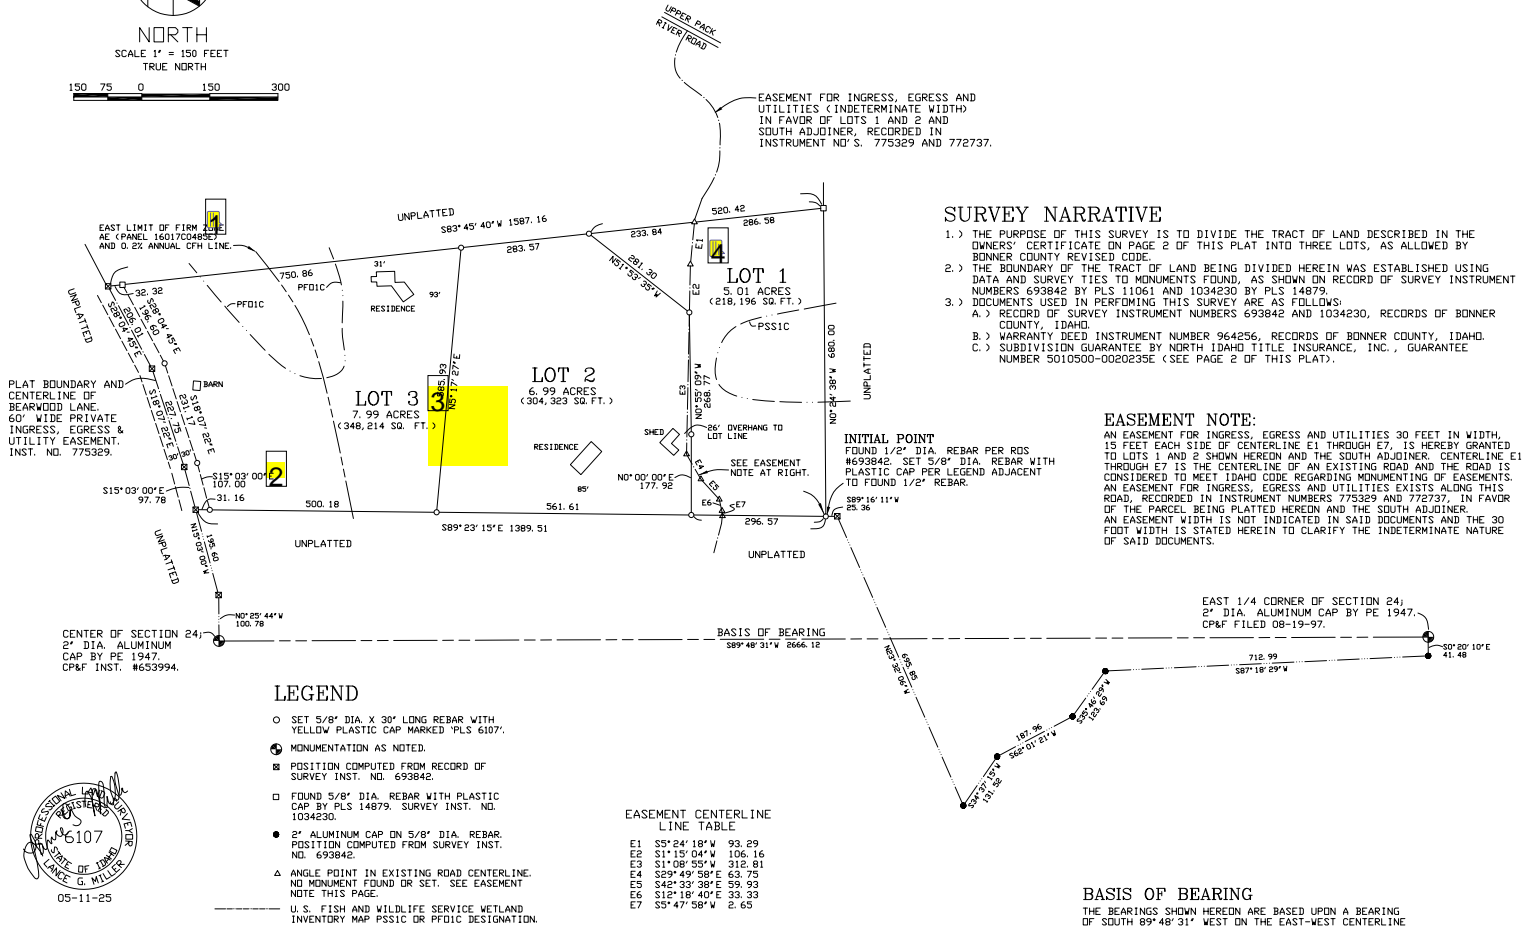 NORTH
SCALE 1" = 150 FEET
TRUE NORTH
150 75 0 150 300
UPPER PACK
RIVER ROAD
EASEMENT FOR INGRESS, EGRESS AND
UTILITIES (INDETERMINATE WIDTH)
IN FAVOR OF LOTS 1 AND 2 AND
SOUTH ADJOINER, RECORDED IN
INSTRUMENT NO'S. 775329 AND 772737.
1
EAST LIMIT OF FIRM
AE (PANEL 16017C0485E)
AND 0.2% ANNUAL CFH LINE.
UNPLATTED
S83°45'40"W 1587.16
520.42
286.58
233.84
283.57
750.86
32.32
4
E1
E2
E3
281.30
N51°53'35"W
LOT 1
5.01 ACRES
(218,196 SQ.FT.)
PSS1C
N0°24'38"W 680.00
UNPLATTED
N0°55'09"W
268.77
31'
93'
RESIDENCE
PFO1C
PFO1C
UNPLATTED
S28°04'45"E
196.60
206.01
S28°04'45"E
BARN
PLAT BOUNDARY AND
CENTERLINE OF
BEARWOOD LANE.
60' WIDE PRIVATE
INGRESS, EGRESS &
UTILITY EASEMENT.
INST. NO. 775329.
S18°07'22"E
231.17
227.75
S18°07'22"E
30' 30'
S15°03'00"E
107.00
S15°03'00"E
97.78
31.16
2
LOT 3
7.99 ACRES
(348,214 SQ. FT.)
3
N5°17'27"E
LOT 2
6.99 ACRES
(304,323 SQ.FT.)
RESIDENCE
85'
SHED
26' OVERHANG TO
LOT LINE
E4
E5
E6
E7
SEE EASEMENT
NOTE AT RIGHT.
N0°00'00"E
177.92
INITIAL POINT
FOUND 1/2" DIA. REBAR PER ROS
#693842. SET 5/8" DIA. REBAR WITH
PLASTIC CAP PER LEGEND ADJACENT
TO FOUND 1/2" REBAR.
S89°16'11"W
25.36
500.18
561.61
296.57
S89°23'15"E 1389.51
UNPLATTED
UNPLATTED
UNPLATTED
195.60
N15°03'00"W
N0°25'44"W
100.78
CENTER OF SECTION 24;
2" DIA. ALUMINUM
CAP BY PE 1947.
CP&F INST. #653994.
BASIS OF BEARING
S89°48'31"W 2666.12
695.85
N23°32'06"W
EAST 1/4 CORNER OF SECTION 24;
2" DIA. ALUMINUM CAP BY PE 1947.
CP&F FILED 08-19-97.
S0°20'10"E
41.48
712.99
S87°18'29"W
S35°46'29"W
123.69
187.96
S62°01'21"W
S34°37'15"W
131.52
SURVEY NARRATIVE
1.) THE PURPOSE OF THIS SURVEY IS TO DIVIDE THE TRACT OF LAND DESCRIBED IN THE
OWNERS' CERTIFICATE ON PAGE 2 OF THIS PLAT INTO THREE LOTS, AS ALLOWED BY
BONNER COUNTY REVISED CODE.
2.) THE BOUNDARY OF THE TRACT OF LAND BEING DIVIDED HEREIN WAS ESTABLISHED USING
DATA AND SURVEY TIES TO MONUMENTS FOUND, AS SHOWN ON RECORD OF SURVEY INSTRUMENT
NUMBERS 693842 BY PLS 11061 AND 1034230 BY PLS 14879.
3.) DOCUMENTS USED IN PERFOMING THIS SURVEY ARE AS FOLLOWS:
A.) RECORD OF SURVEY INSTRUMENT NUMBERS 693842 AND 1034230, RECORDS OF BONNER
COUNTY, IDAHO.
B.) WARRANTY DEED INSTRUMENT NUMBER 964256, RECORDS OF BONNER COUNTY, IDAHO.
C.) SUBDIVISION GUARANTEE BY NORTH IDAHO TITLE INSURANCE, INC., GUARANTEE
NUMBER 5010500-0020235E (SEE PAGE 2 OF THIS PLAT).
EASEMENT NOTE:
AN EASEMENT FOR INGRESS, EGRESS AND UTILITIES 30 FEET IN WIDTH,
15 FEET EACH SIDE OF CENTERLINE E1 THROUGH E7, IS HEREBY GRANTED
TO LOTS 1 AND 2 SHOWN HEREON AND THE SOUTH ADJOINER. CENTERLINE E1
THROUGH E7 IS THE CENTERLINE OF AN EXISTING ROAD AND THE ROAD IS
CONSIDERED TO MEET IDAHO CODE REGARDING MONUMENTING OF EASEMENTS.
AN EASEMENT FOR INGRESS, EGRESS AND UTILITIES EXISTS ALONG THIS
ROAD, RECORDED IN INSTRUMENT NUMBERS 775329 AND 772737, IN FAVOR
OF THE PARCEL BEING PLATTED HEREON AND THE SOUTH ADJOINER.
AN EASEMENT WIDTH IS NOT INDICATED IN SAID DOCUMENTS AND THE 30
FOOT WIDTH IS STATED HEREIN TO CLARIFY THE INDETERMINATE NATURE
OF SAID DOCUMENTS.
LEGEND
SET 5/8" DIA. X 30" LONG REBAR WITH
YELLOW PLASTIC CAP MARKED 'PLS 6107'.
MONUMENTATION AS NOTED.
POSITION COMPUTED FROM RECORD OF
SURVEY INST. NO. 693842.
FOUND 5/8" DIA. REBAR WITH PLASTIC
CAP BY PLS 14879. SURVEY INST. NO.
1034230.
2" ALUMINUM CAP ON 5/8" DIA. REBAR.
POSITION COMPUTED FROM SURVEY INST.
NO. 693842.
ANGLE POINT IN EXISTING ROAD CENTERLINE.
NO MONUMENT FOUND OR SET. SEE EASEMENT
NOTE THIS PAGE.
U.S. FISH AND WILDLIFE SERVICE WETLAND
INVENTORY MAP PSS1C OR PFO1C DESIGNATION.
EASEMENT CENTERLINE
LINE TABLE
E1 S5°24'18"W 93.29
E2 S1°15'04"W 106.16
E3 S1°08'55"W 312.81
E4 S29°49'58"E 63.75
E5 S42°33'38"E 59.93
E6 S12°18'40"E 33.33
E7 S5°47'58"W 2.65
PROFESSIONAL LAND SURVEYOR
REGISTERED
6107
STATE OF IDAHO
LANCE G. MILLER
05-11-25
BASIS OF BEARING
THE BEARINGS SHOWN HEREON ARE BASED UPON A BEARING
OF SOUTH 89°48'31" WEST ON THE EAST-WEST CENTERLINE